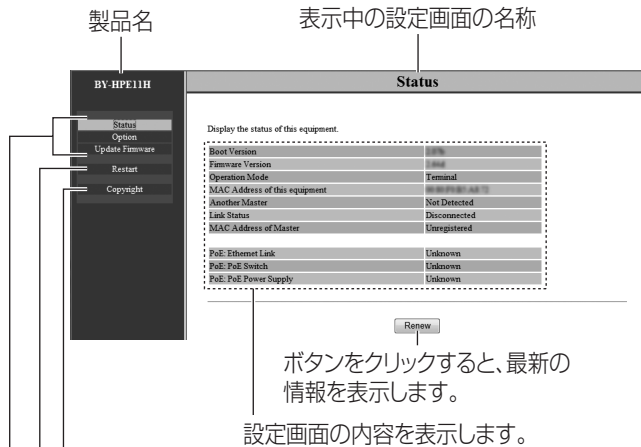 製品名
表示中の設定画面の名称
BY-HPE11H
Status
Status
Option
Update Firmware
Restart
Copyright
Display the status of this equipment.
Boot Version
Firmware Version
Operation Mode Terminal
MAC Address of this equipment
Another Master Not Detected
Link Status Disconnected
MAC Address of Master Unregistered
PoE: Ethernet Link Unknown
PoE: PoE Switch Unknown
PoE: PoE Power Supply Unknown
Renew
ボタンをクリックすると、最新の
情報を表示します。
設定画面の内容を表示します。